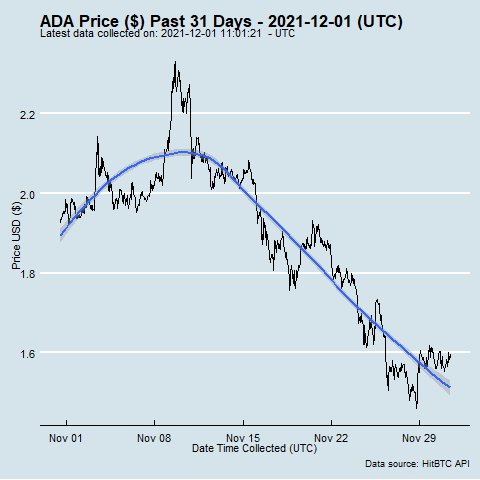 ADA Price ($) Past 31 Days - 2021-12-01 (UTC)
Latest data collected on: 2021-12-01 11:01:21 - UTC
2.2
2.0
1.8
1.6
Price USD ($)
Nov 01
Nov 08
Nov 15
Nov 22
Nov 29
Date Time Collected (UTC)
Data source: HitBTC API